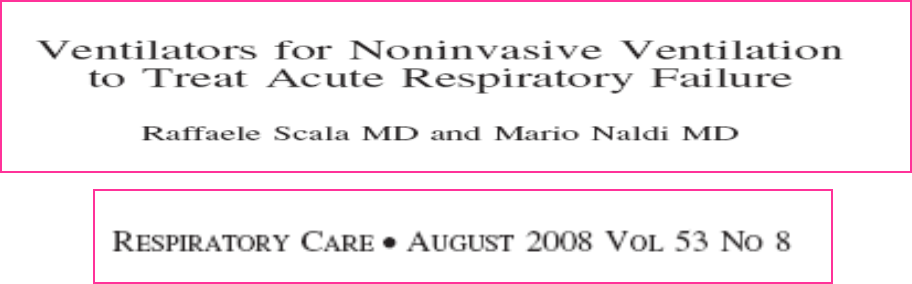 Ventilators for Noninvasive Ventilation
to Treat Acute Respiratory Failure
Raffaele Scala MD and Mario Naldi MD
RESPIRATORY CARE • AUGUST 2008 VOL 53 NO 8